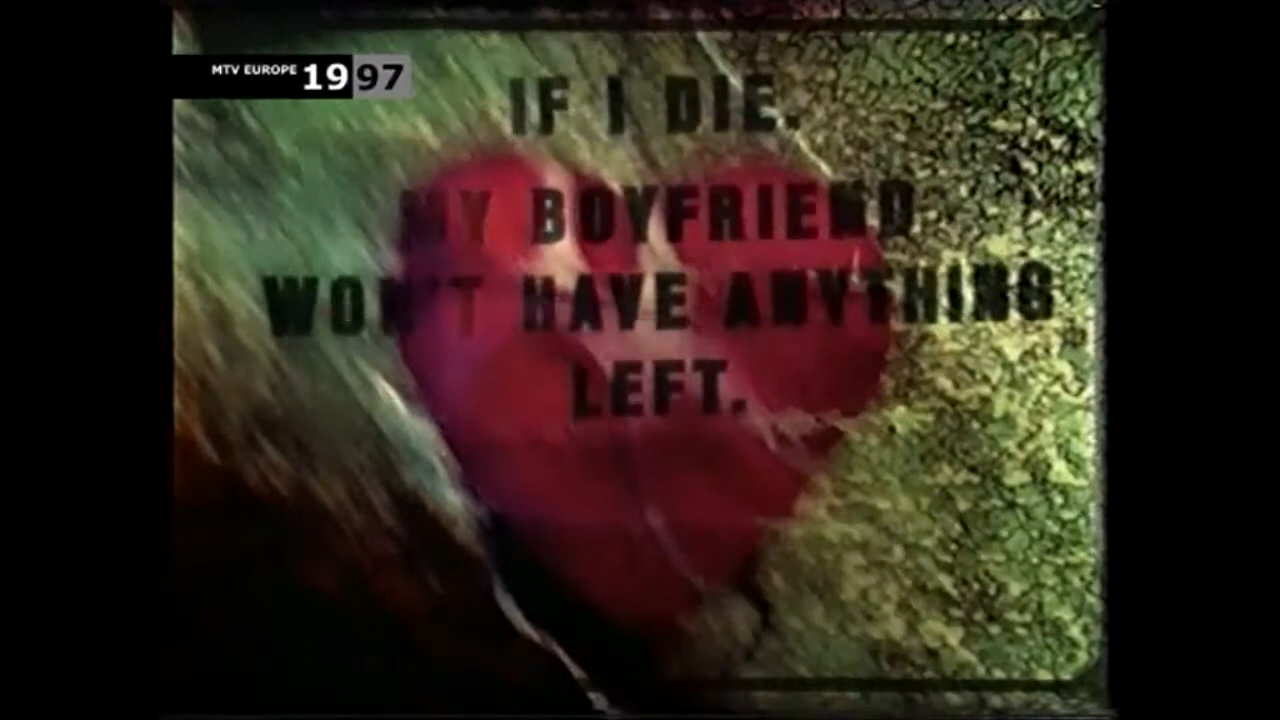 MTV EUROPE 1997
IF I DIE.
MY BOYFRIEND
WON'T HAVE ANYTHING
LEFT.